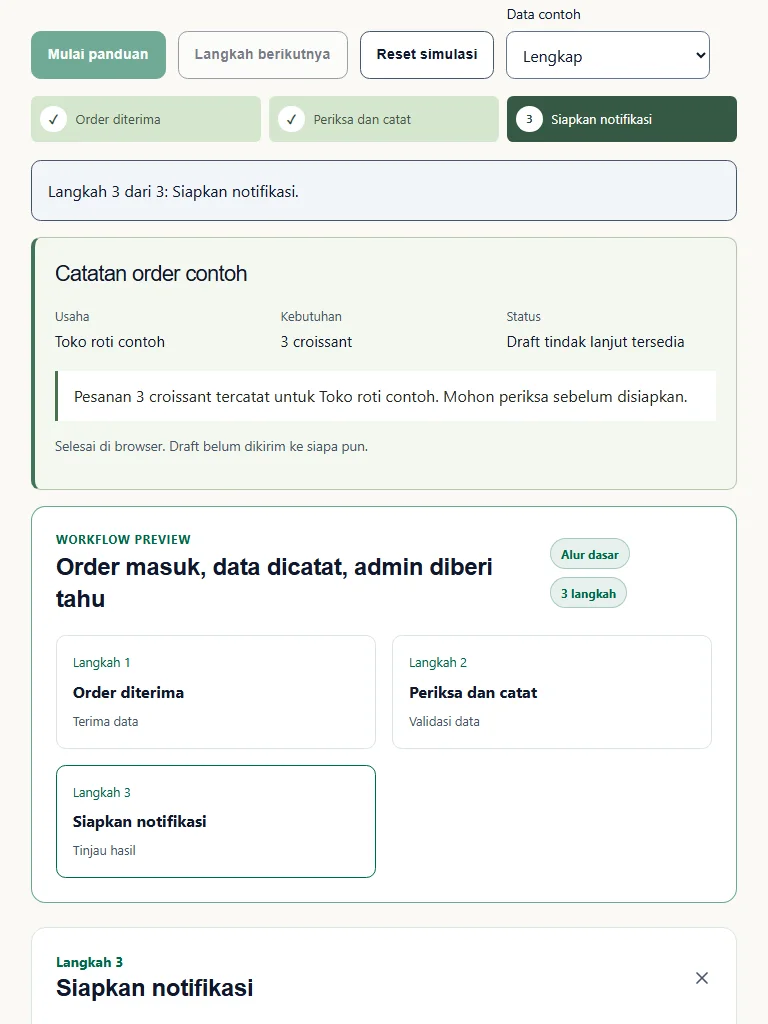 Data contoh
Mulai panduan
Langkah berikutnya
Reset simulasi
Lengkap
Order diterima
Periksa dan catat
3
Siapkan notifikasi
Langkah 3 dari 3: Siapkan notifikasi.
Catatan order contoh
Usaha
Toko roti contoh
Kebutuhan
3 croissant
Status
Draft tindak lanjut tersedia
Pesanan 3 croissant tercatat untuk Toko roti contoh. Mohon periksa sebelum disiapkan.
Selesai di browser. Draft belum dikirim ke siapa pun.
WORKFLOW PREVIEW
Order masuk, data dicatat, admin diberi
tahu
Alur dasar
3 langkah
Langkah 1
Order diterima
Terima data
Langkah 2
Periksa dan catat
Validasi data
Langkah 3
Siapkan notifikasi
Tinjau hasil
Langkah 3
Siapkan notifikasi